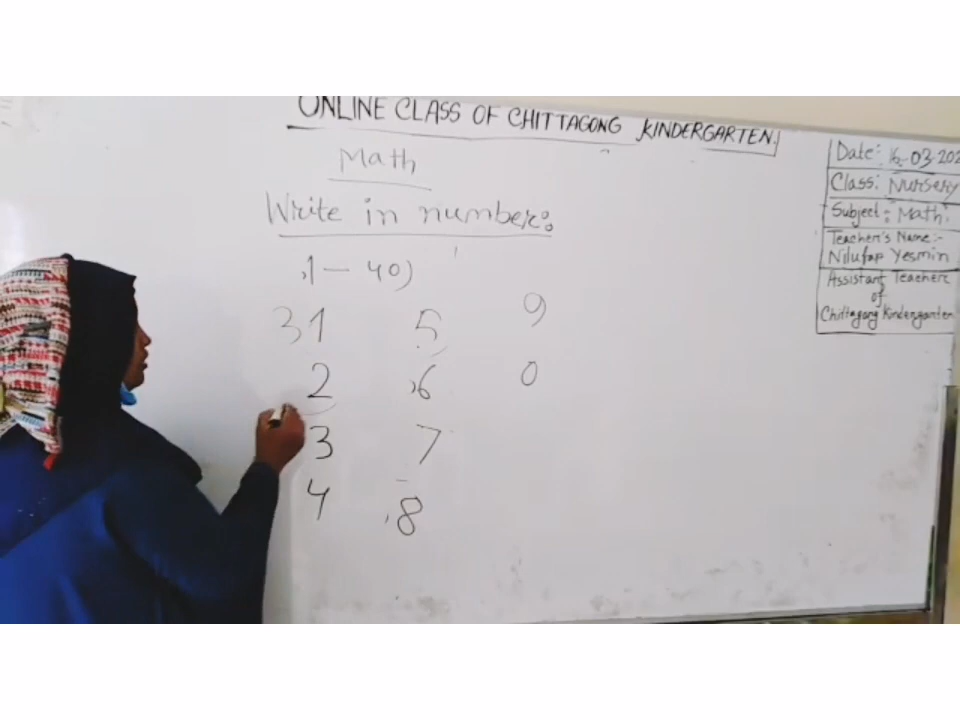 ONLINE CLASS OF CHITTAGONG KINDERGARTEN.
Math
Write in number:
1 – 40)
31 5 9
2 6 0
3 7
4 8
Date: 16-03-202
Class: Nursery
Subject: Math
Teacher's Name:-
Nilufar Yesmin
Assistant Teacher
of
Chittagong Kindergarten